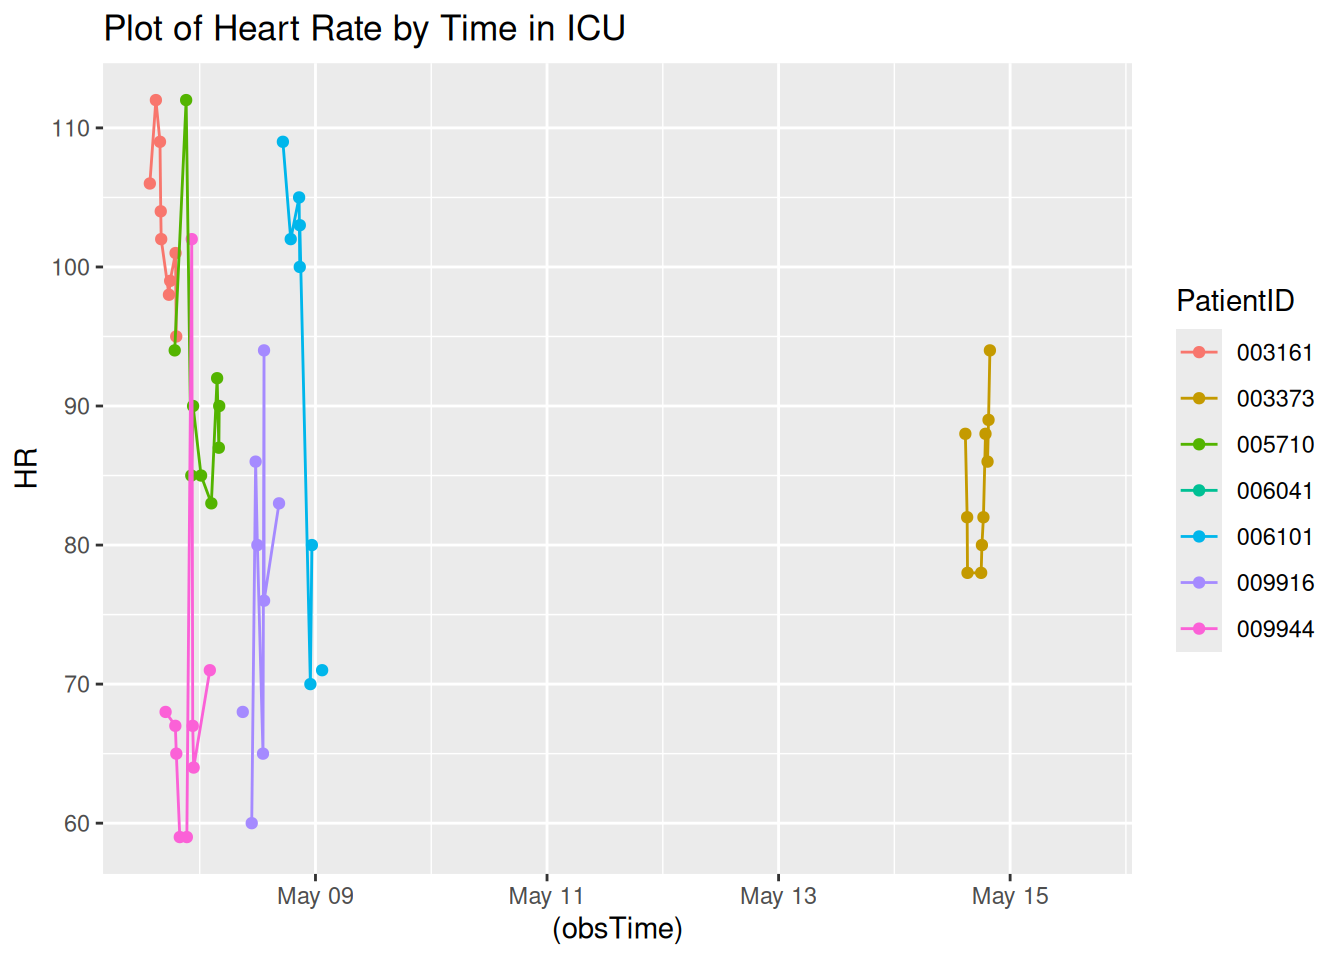 Plot of Heart Rate by Time in ICU
110
100
90
80
70
60
HR
May 09
May 11
May 13
May 15
(obsTime)
PatientID
003161
003373
005710
006041
006101
009916
009944